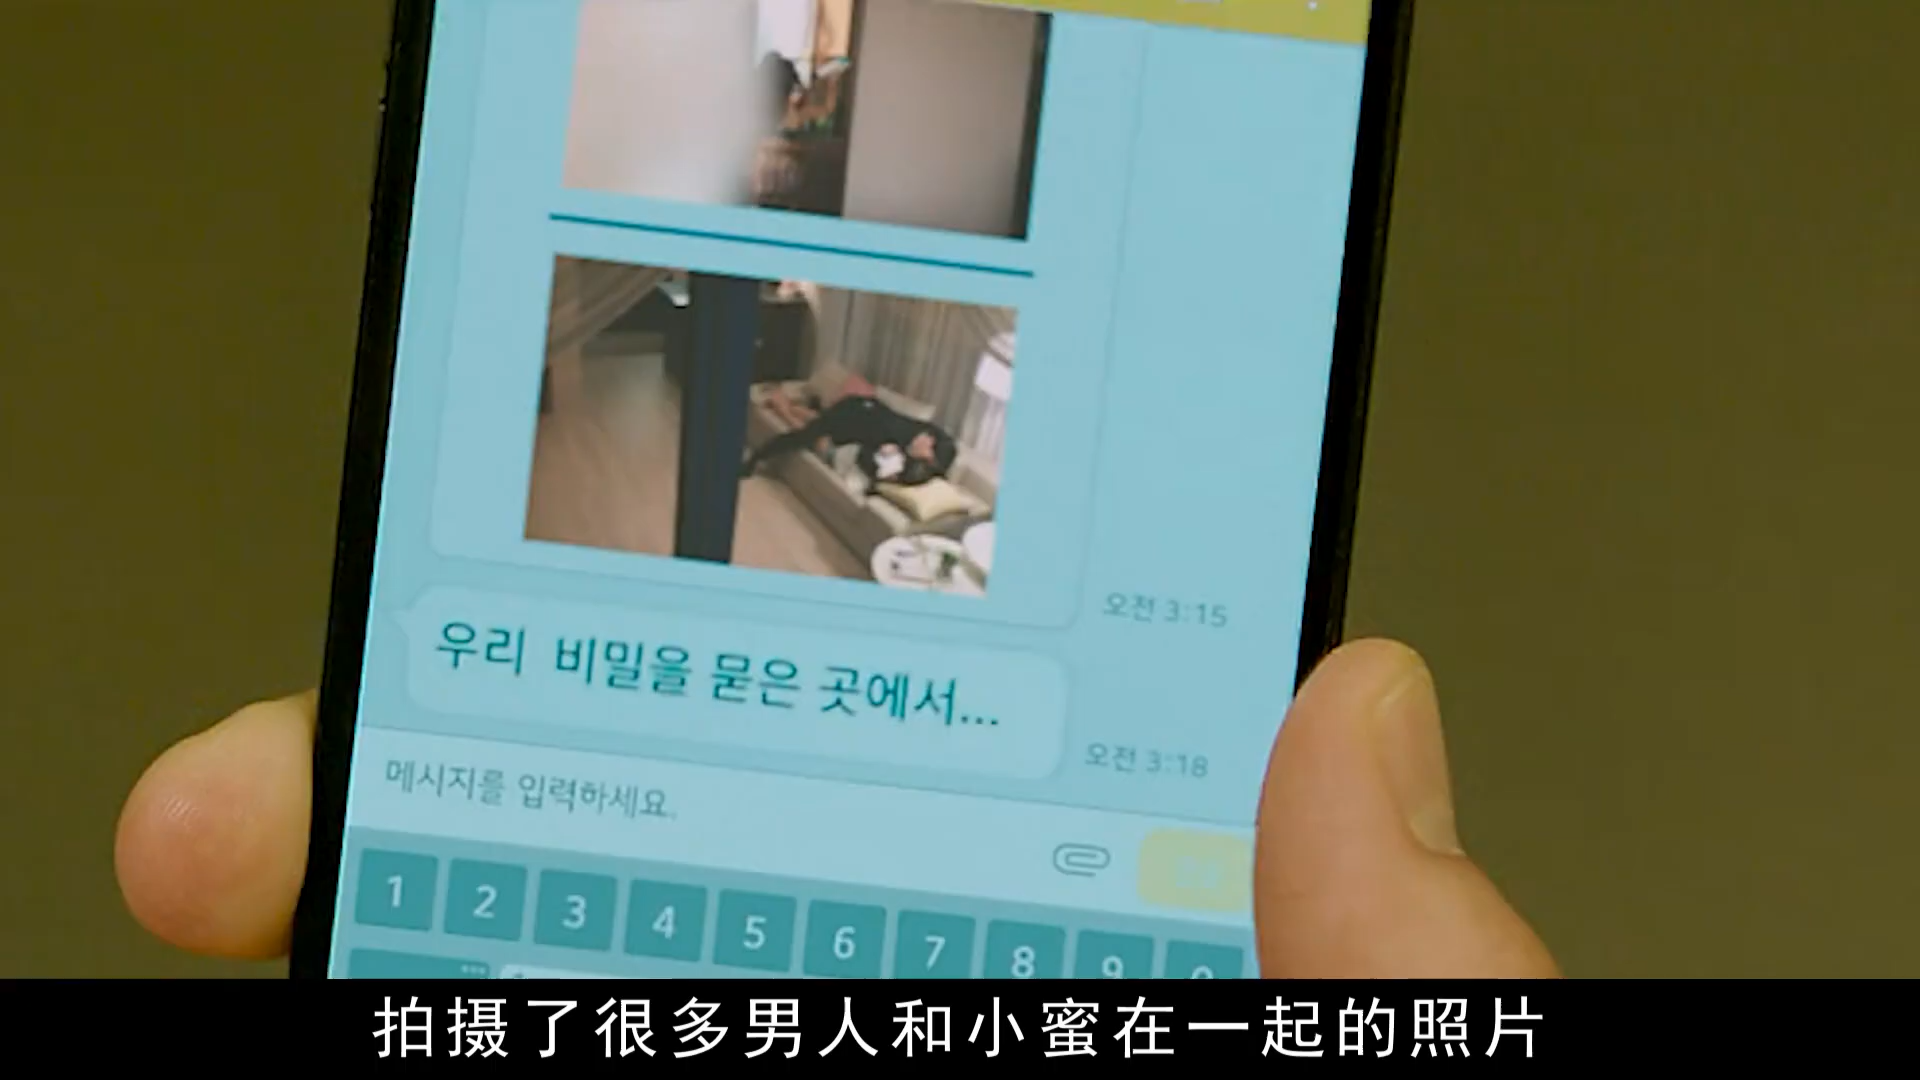 오전 3:15
우리 비밀을 묻은 곳에서...
오전 3:18
메시지를 입력하세요.
1 2 3 4 5 6 7 8 9 0
拍摄了很多男人和小蜜在一起的照片